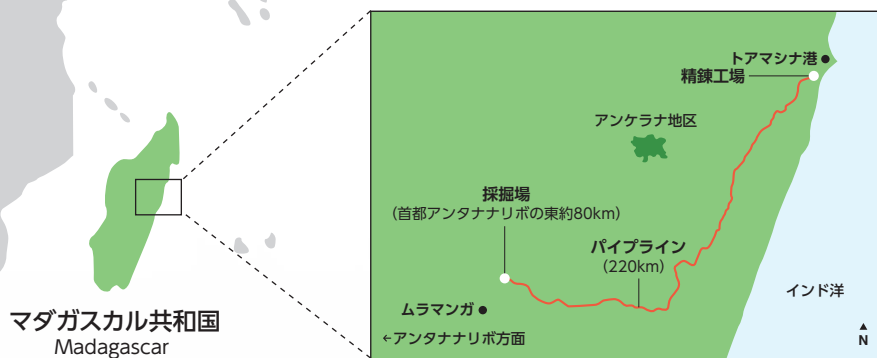 トアマシナ港
精錬工場
アンケラナ地区
採掘場
(首都アンタナナリボの東約80km)
パイプライン
(220km)
インド洋
ムラマンガ
←アンタナナリボ方面
N
マダガスカル共和国
Madagascar